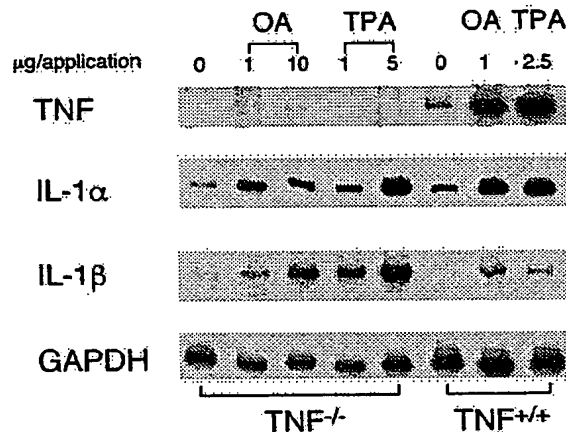 OA TPA OA TPA
µg/application 0 1 10 1 5 0 1 2.5
TNF
IL-1α
IL-1β
GAPDH
TNF-/- TNF+/+